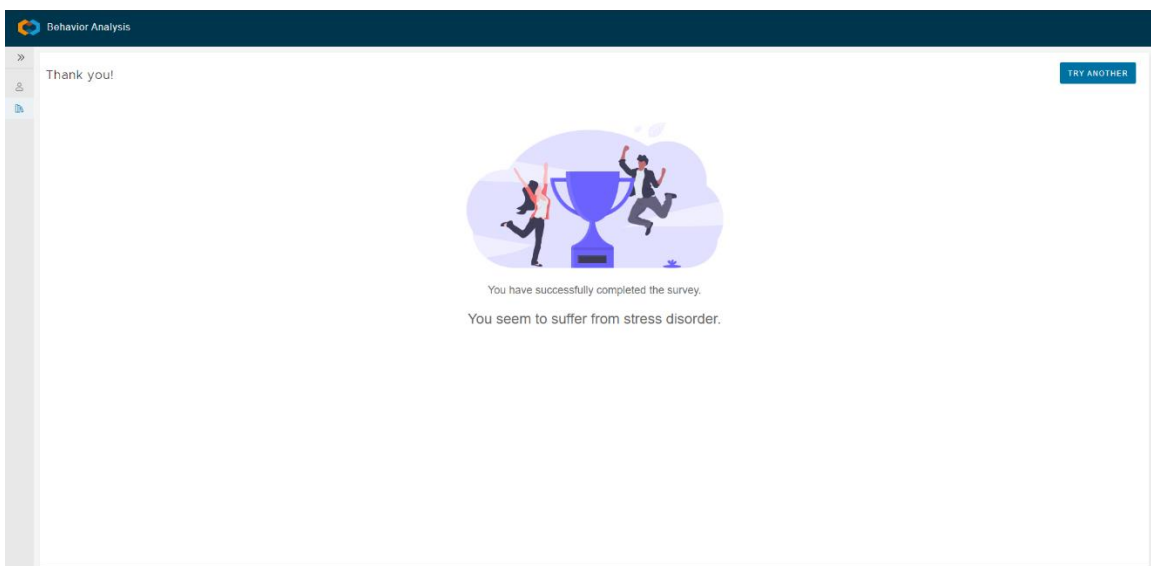 Behavior Analysis
Thank you!
TRY ANOTHER
You have successfully completed the survey.
You seem to suffer from stress disorder.